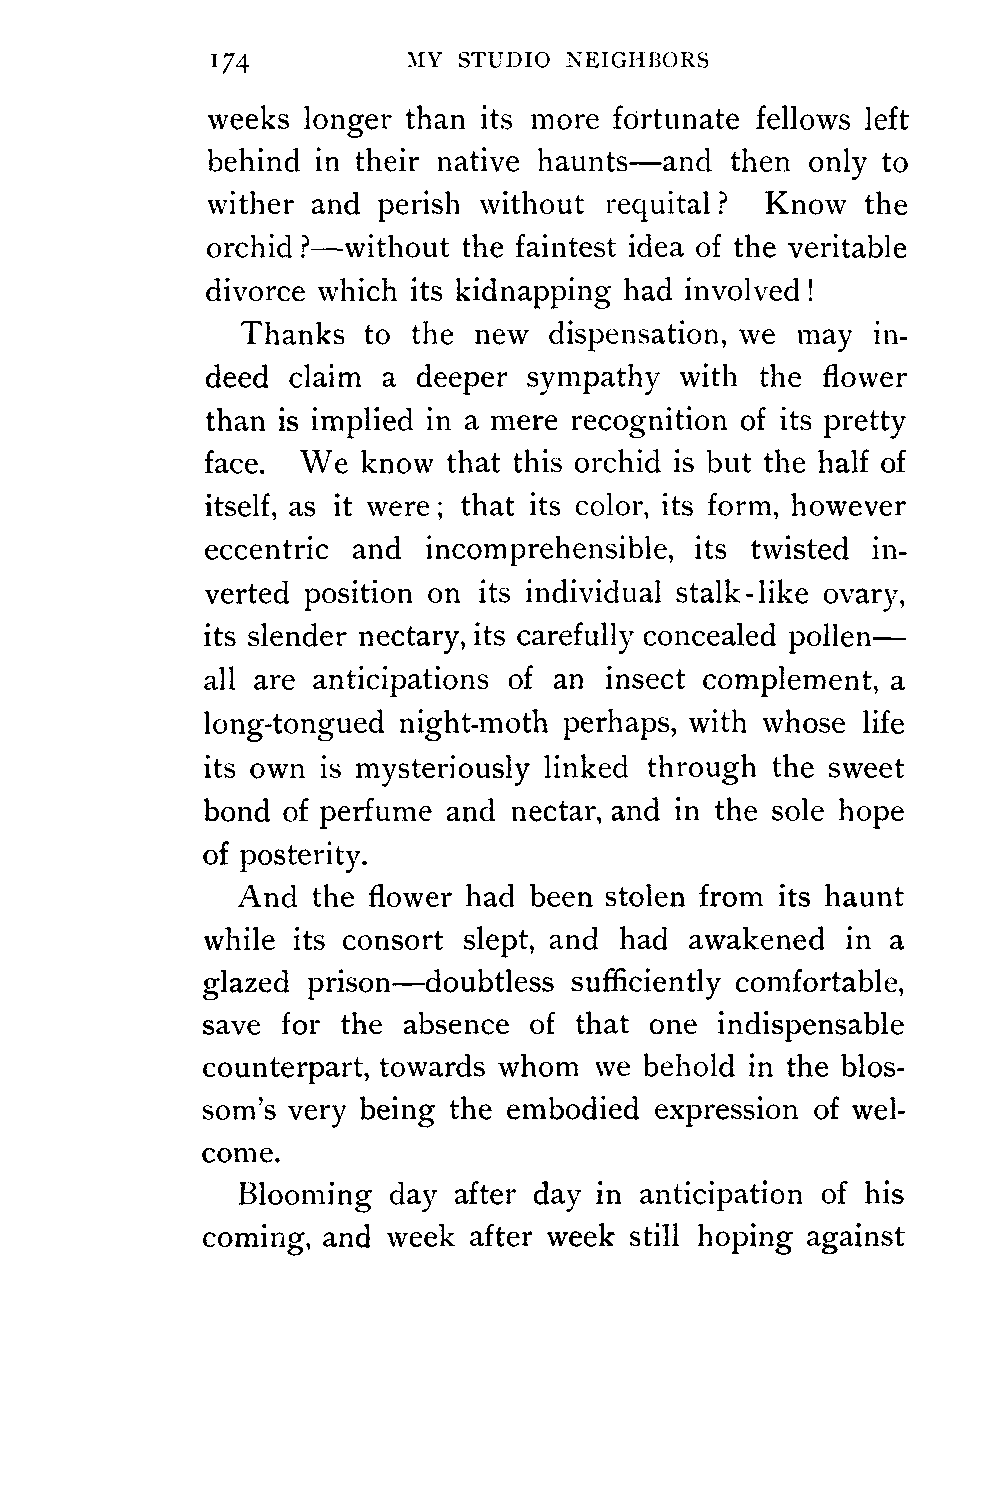 174 MY STUDIO NEIGHBORS
weeks longer than its more fortunate fellows left
behind in their native haunts—and then only to
wither and perish without requital? Know the
orchid?—without the faintest idea of the veritable
divorce which its kidnapping had involved!
Thanks to the new dispensation, we may in-
deed claim a deeper sympathy with the flower
than is implied in a mere recognition of its pretty
face. We know that this orchid is but the half of
itself, as it were; that its color, its form, however
eccentric and incomprehensible, its twisted in-
verted position on its individual stalk-like ovary,
its slender nectary, its carefully concealed pollen—
all are anticipations of an insect complement, a
long-tongued night-moth perhaps, with whose life
its own is mysteriously linked through the sweet
bond of perfume and nectar, and in the sole hope
of posterity.
And the flower had been stolen from its haunt
while its consort slept, and had awakened in a
glazed prison—doubtless sufficiently comfortable,
save for the absence of that one indispensable
counterpart, towards whom we behold in the blos-
som's very being the embodied expression of wel-
come.
Blooming day after day in anticipation of his
coming, and week after week still hoping against